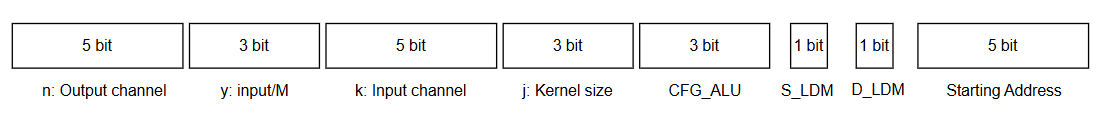 5 bit 3 bit 5 bit 3 bit 3 bit 1 bit 1 bit 5 bit
n: Output channel y: input/M k: Input channel j: Kernel size CFG_ALU S_LDM D_LDM Starting Address